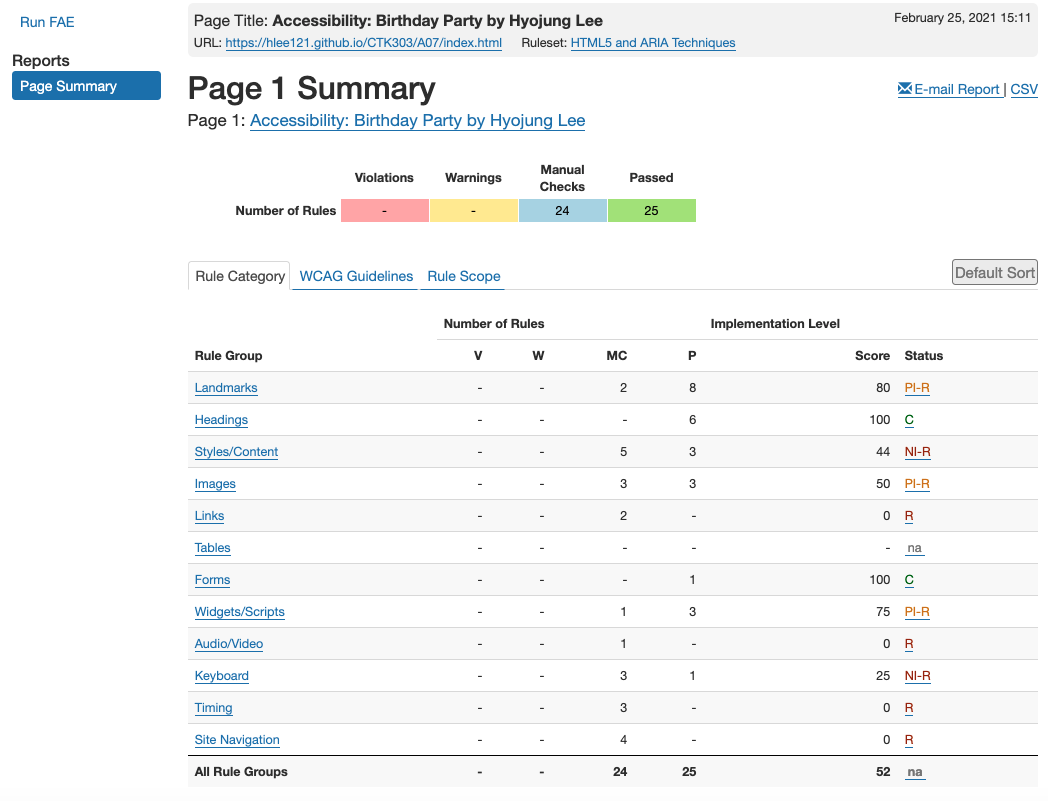 Run FAE
Reports
Page Summary
Page Title: Accessibility: Birthday Party by Hyojung Lee
February 25, 2021 15:11
URL: https://hlee121.github.io/CTK303/A07/index.html Ruleset: HTML5 and ARIA Techniques
Page 1 Summary
E-mail Report | CSV
Page 1: Accessibility: Birthday Party by Hyojung Lee
Violations Warnings Manual Checks Passed
Number of Rules - - 24 25
Rule Category WCAG Guidelines Rule Scope Default Sort
Number of Rules Implementation Level
Rule Group V W MC P Score Status
Landmarks - - 2 8 80 PI-R
Headings - - - 6 100 C
Styles/Content - - 5 3 44 NI-R
Images - - 3 3 50 PI-R
Links - - 2 - 0 R
Tables - - - - - na
Forms - - - 1 100 C
Widgets/Scripts - - 1 3 75 PI-R
Audio/Video - - 1 - 0 R
Keyboard - - 3 1 25 NI-R
Timing - - 3 - 0 R
Site Navigation - - 4 - 0 R
All Rule Groups - - 24 25 52 na